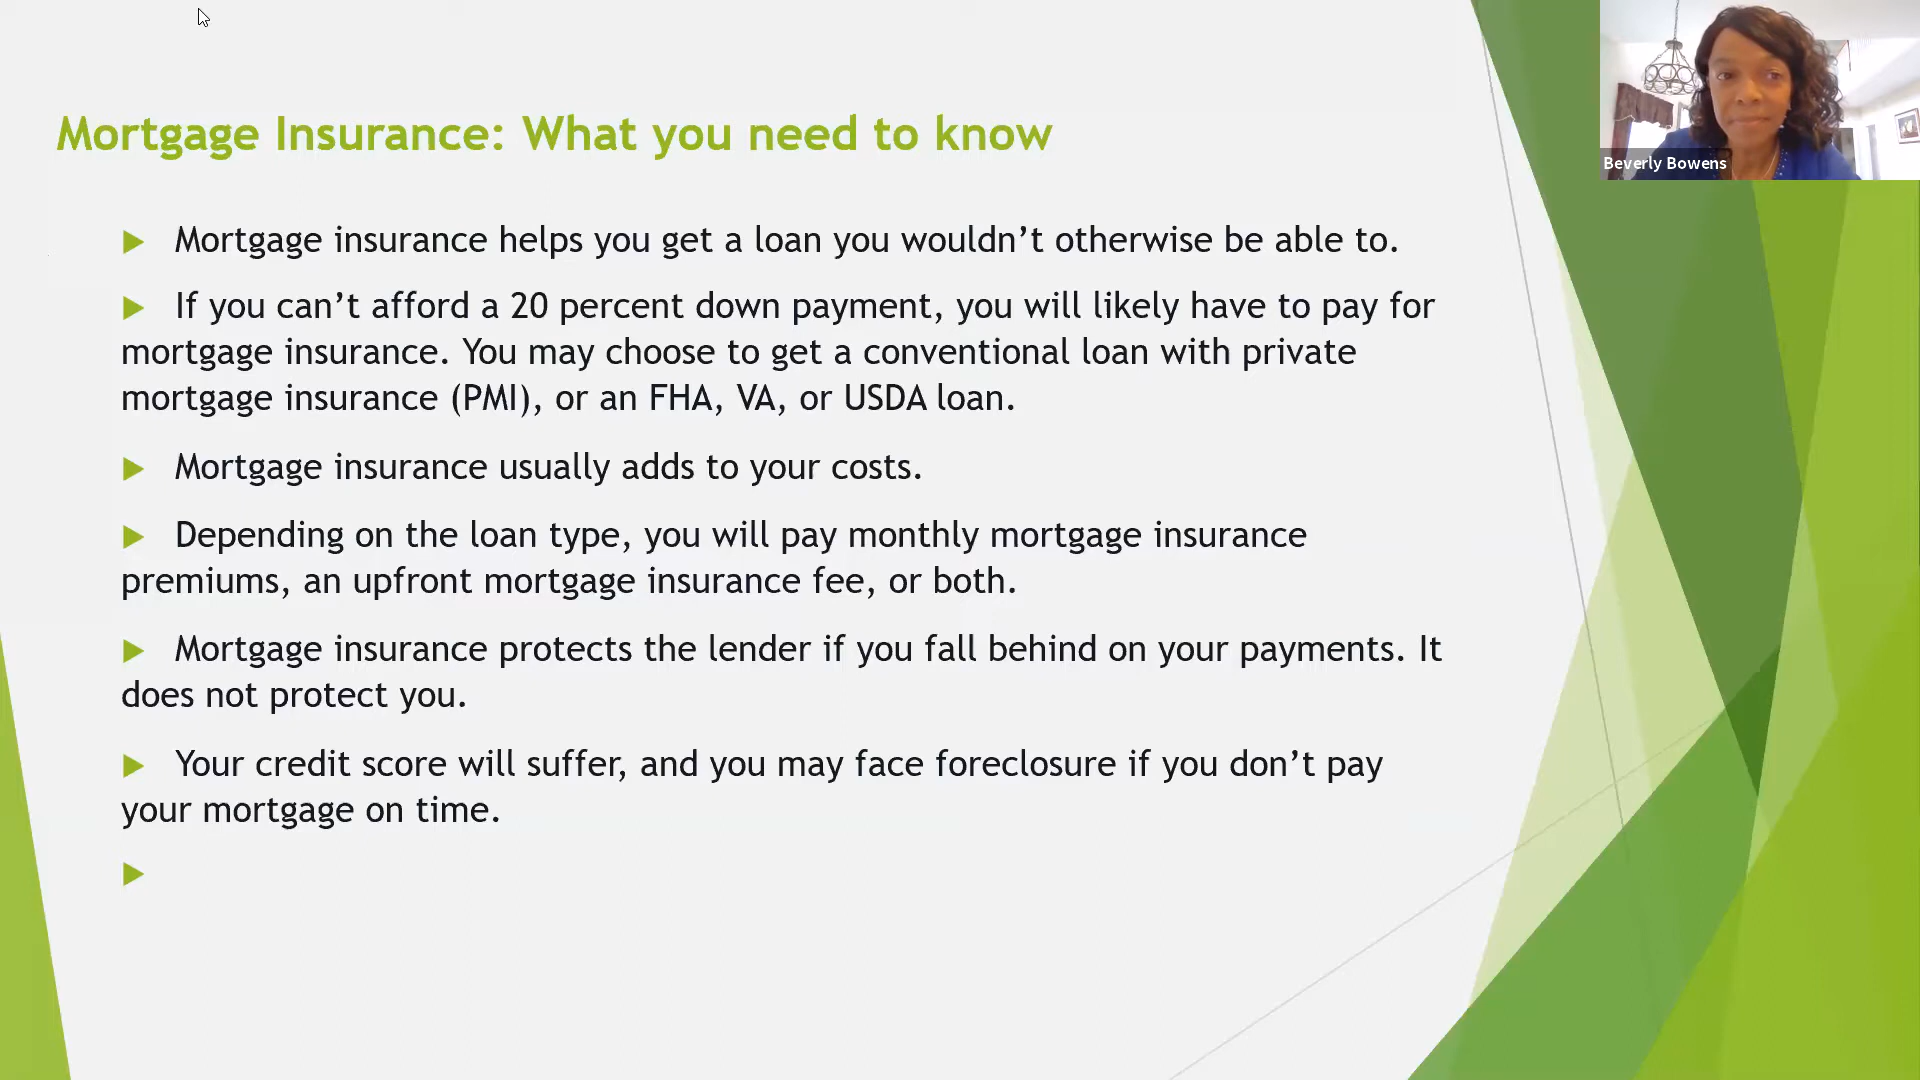 Mortgage Insurance: What you need to know
Beverly Bowens
Mortgage insurance helps you get a loan you wouldn’t otherwise be able to.
If you can’t afford a 20 percent down payment, you will likely have to pay for
mortgage insurance. You may choose to get a conventional loan with private
mortgage insurance (PMI), or an FHA, VA, or USDA loan.
Mortgage insurance usually adds to your costs.
Depending on the loan type, you will pay monthly mortgage insurance
premiums, an upfront mortgage insurance fee, or both.
Mortgage insurance protects the lender if you fall behind on your payments. It
does not protect you.
Your credit score will suffer, and you may face foreclosure if you don’t pay
your mortgage on time.